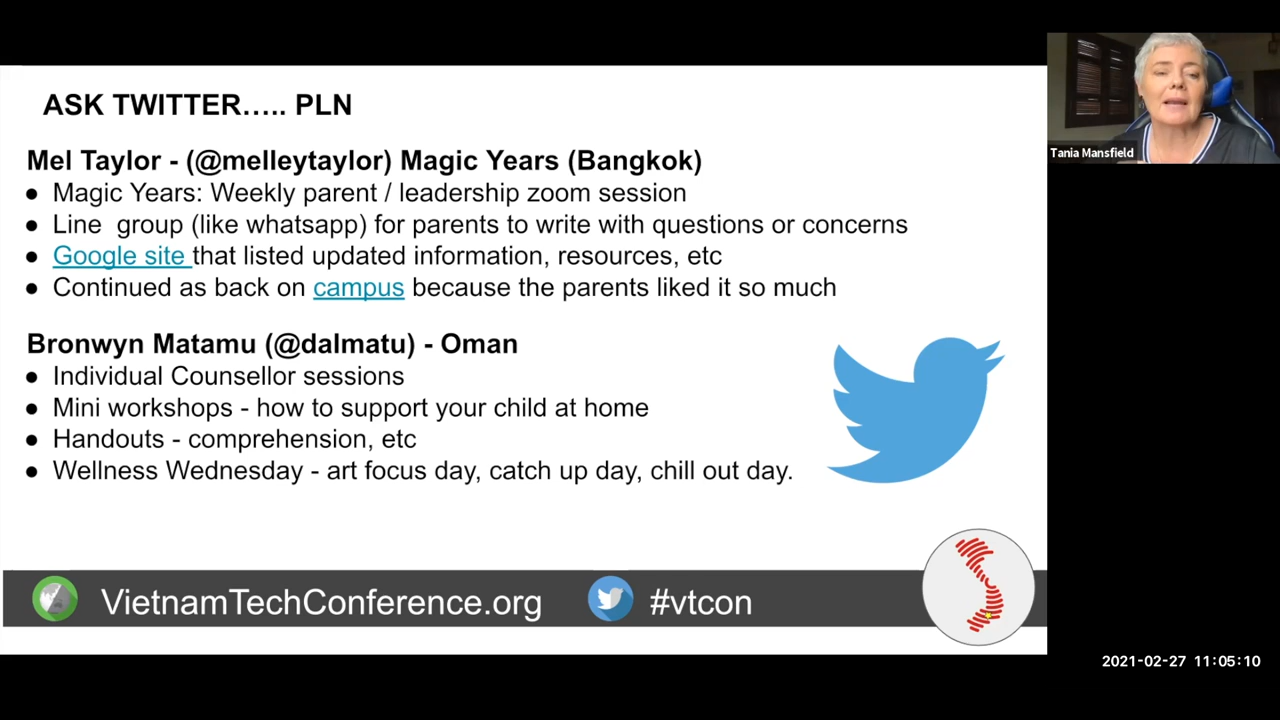 ASK TWITTER..... PLN
Mel Taylor - (@melleytaylor) Magic Years (Bangkok)
● Magic Years: Weekly parent / leadership zoom session
● Line  group (like whatsapp) for parents to write with questions or concerns
● Google site that listed updated information, resources, etc
● Continued as back on campus because the parents liked it so much
Bronwyn Matamu (@dalmatu) - Oman
● Individual Counsellor sessions
● Mini workshops - how to support your child at home
● Handouts - comprehension, etc
● Wellness Wednesday - art focus day, catch up day, chill out day.
VietnamTechConference.org
#vtcon
Tania Mansfield
2021-02-27 11:05:10